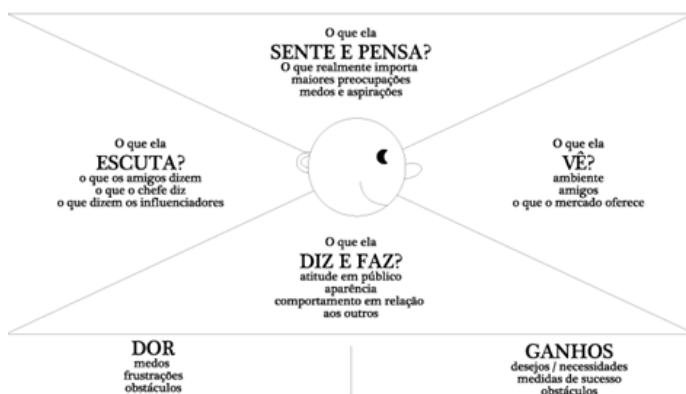 O que ela
SENTE E PENSA?
O que realmente importa
maiores preocupações
medos e aspirações
O que ela
ESCUTA?
o que os amigos dizem
o que o chefe diz
o que dizem os influenciadores
O que ela
VÊ?
ambiente
amigos
o que o mercado oferece
O que ela
DIZ E FAZ?
atitude em público
aparência
comportamento em relação
aos outros
DOR
medos
frustrações
obstáculos
GANHOS
desejos / necessidades
medidas de sucesso
obstáculos